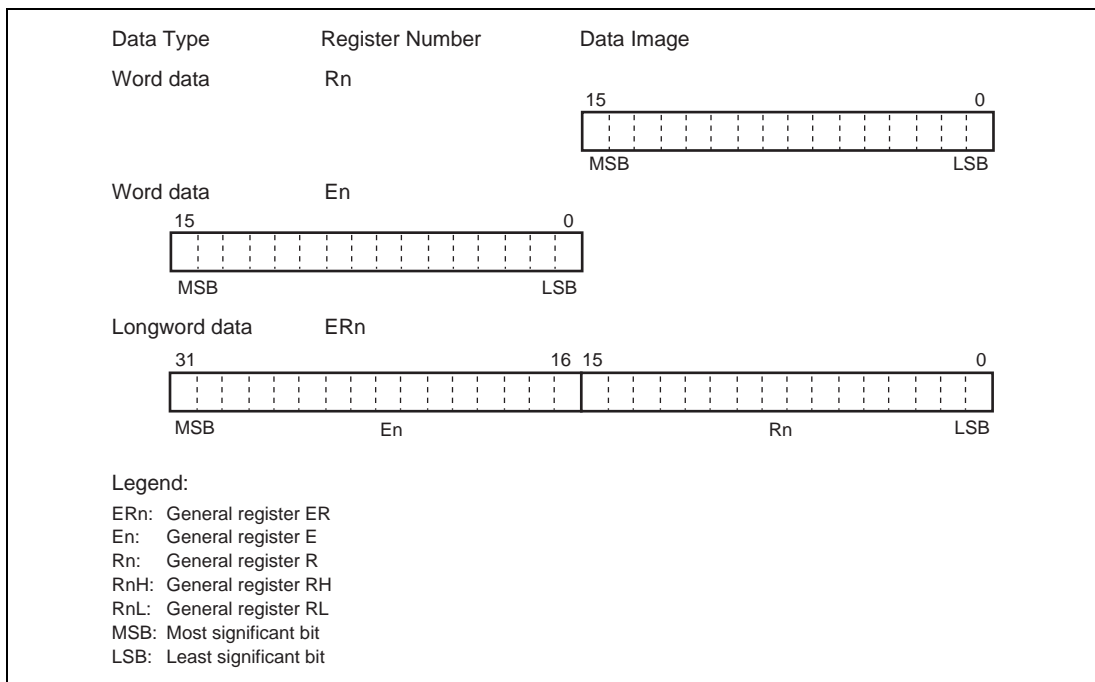 Data Type Register Number Data Image
Word data Rn
15 0
MSB LSB
Word data En
15 0
MSB LSB
Longword data ERn
31 16 15 0
MSB En Rn LSB
Legend:
ERn: General register ER
En: General register E
Rn: General register R
RnH: General register RH
RnL: General register RL
MSB: Most significant bit
LSB: Least significant bit